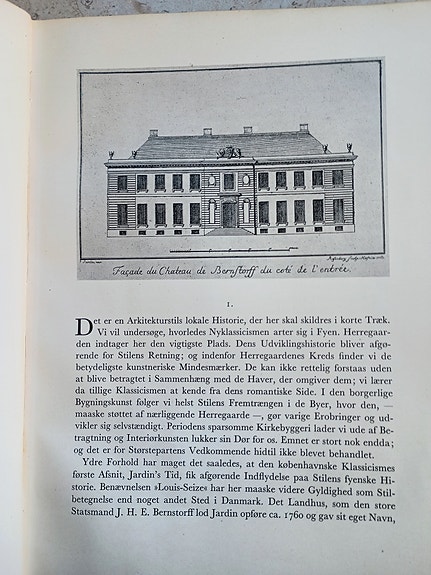 Façade du Chateau de Bernstorff du coté de l'entrée.
1.
Det er en Arkitekturstils lokale Historie, der her skal skildres i korte Træk.
Vi vil undersøge, hvorledes Nyklassicismen arter sig i Fyen. Herregaar-
den indtager her den vigtigste Plads. Dens Udviklingshistorie bliver afgø-
rende for Stilens Retning; og indenfor Herregaardenes Kreds finder vi de
betydeligste kunstneriske Mindesmærker. De kan ikke rettelig forstaas uden
at blive betragtet i Sammenhæng med de Haver, der omgiver dem; vi lærer
da tillige Klassicismen at kende fra dens romantiske Side. I den borgerlige
Bygningskunst følger vi helst Stilens Fremtrængen i de Byer, hvor den, —
maaske støttet af nærliggende Herregaarde —, gør varige Erobringer og ud-
vikler sig selvstændigt. Periodens sparsomme Kirkebyggeri lader vi ude af Be-
tragtning og Interiørkunsten lukker sin Dør for os. Emnet er stort nok endda;
og det er for Størstepartens Vedkommende hidtil ikke blevet behandlet.
Ydre Forhold har maget det saaledes, at den københavnske Klassicismes
første Afsnit, Jardin's Tid, fik afgørende Indflydelse paa Stilens fyenske Hi-
storie. Benævnelsen »Louis-Seize« har her maaske videre Gyldighed som Stil-
betegnelse end noget andet Sted i Danmark. Det Landhus, som den store
Statsmand J. H. E. Bernstorff lod Jardin opføre ca. 1760 og gav sit eget Navn,